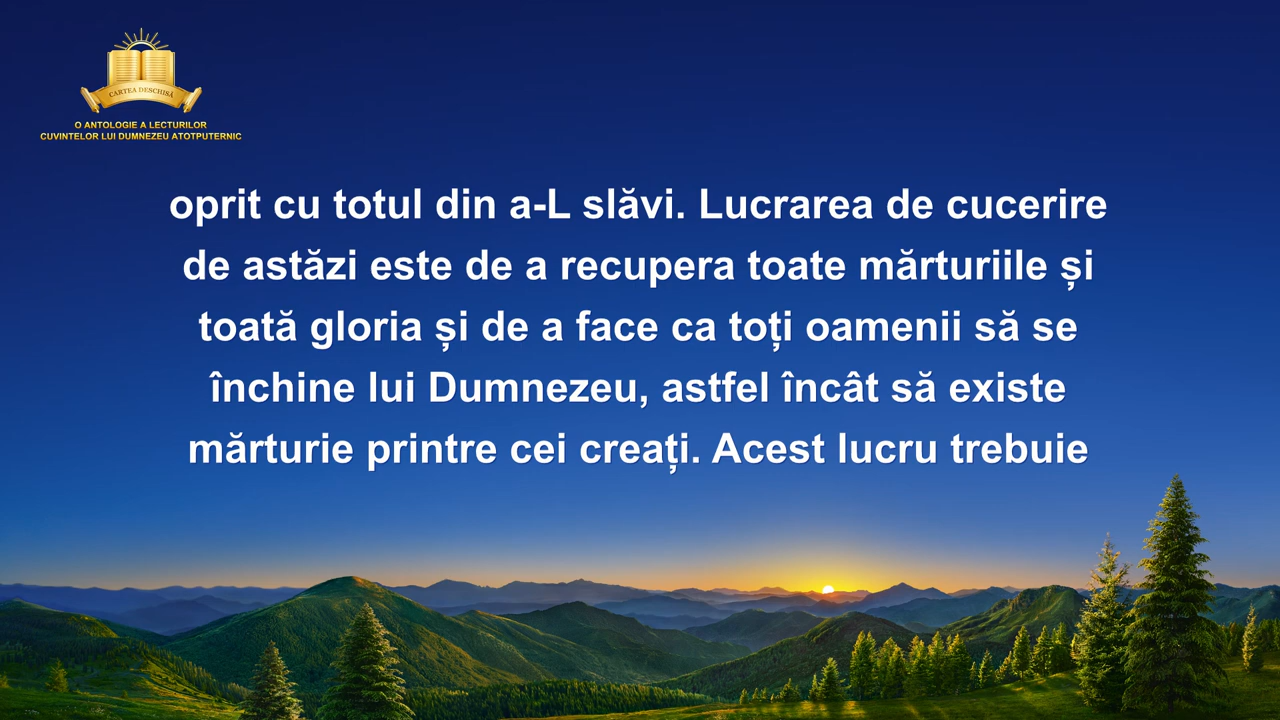 CARTEA DESCHISĂ
O ANTOLOGIE A LECTURILOR
CUVINTELOR LUI DUMNEZEU ATOTPUTERNIC
oprit cu totul din a-L slăvi. Lucrarea de cucerire
de astăzi este de a recupera toate mărturiile și
toată gloria și de a face ca toți oamenii să se
închine lui Dumnezeu, astfel încât să existe
mărturie printre cei creați. Acest lucru trebuie